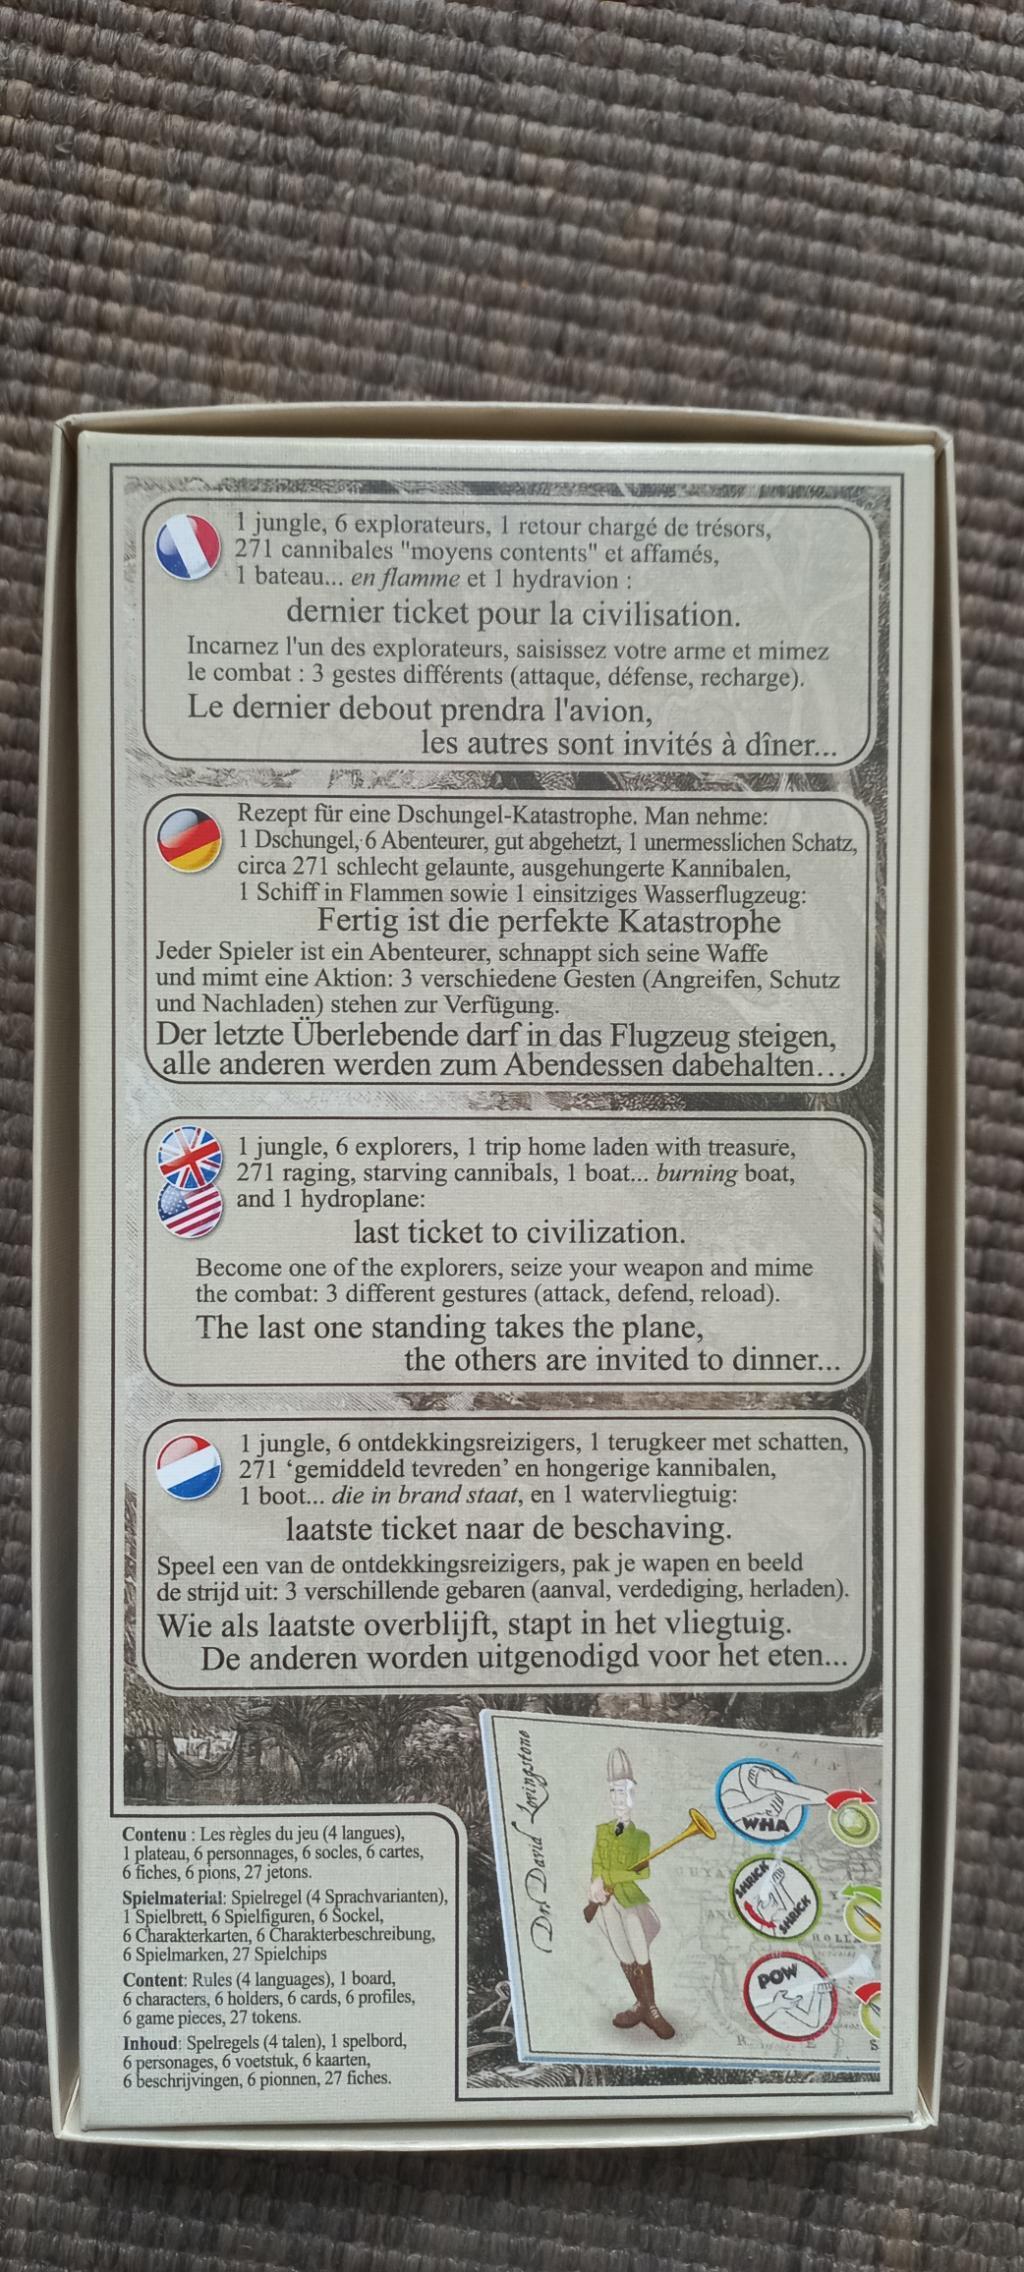 1 jungle, 6 explorateurs, 1 retour chargé de trésors,
271 cannibales "moyens contents" et affamés,
1 bateau... en flamme et 1 hydravion :
dernier ticket pour la civilisation.
Incarnez l'un des explorateurs, saisissez votre arme et mimez
le combat : 3 gestes différents (attaque, défense, recharge).
Le dernier debout prendra l'avion,
les autres sont invités à dîner...
Rezept für eine Dschungel-Katastrophe. Man nehme:
1 Dschungel, 6 Abenteurer, gut abgehetzt, 1 unermesslichen Schatz,
circa 271 schlecht gelaunte, ausgehungerte Kannibalen,
1 Schiff in Flammen sowie 1 einsitziges Wasserflugzeug:
Fertig ist die perfekte Katastrophe
Jeder Spieler ist ein Abenteurer, schnappt sich seine Waffe
und mimt eine Aktion: 3 verschiedene Gesten (Angreifen, Schutz
und Nachladen) stehen zur Verfügung.
Der letzte Überlebende darf in das Flugzeug steigen,
alle anderen werden zum Abendessen dabehalten...
1 jungle, 6 explorers, 1 trip home laden with treasure,
271 raging, starving cannibals, 1 boat... burning boat,
and 1 hydroplane:
last ticket to civilization.
Become one of the explorers, seize your weapon and mime
the combat: 3 different gestures (attack, defend, reload).
The last one standing takes the plane,
the others are invited to dinner...
1 jungle, 6 ontdekkingsreizigers, 1 terugkeer met schatten,
271 ‘gemiddeld tevreden’ en hongerige kannibalen,
1 boot... die in brand staat, en 1 watervliegtuig:
laatste ticket naar de beschaving.
Speel een van de ontdekkingsreizigers, pak je wapen en beeld
de strijd uit: 3 verschillende gebaren (aanval, verdediging, herladen).
Wie als laatste overblijft, stapt in het vliegtuig.
De anderen worden uitgenodigd voor het eten...
Contenu : Les règles du jeu (4 langues),
1 plateau, 6 personnages, 6 socles, 6 cartes,
6 fiches, 6 pions, 27 jetons.
Spielmaterial: Spielregel (4 Sprachvarianten),
1 Spielbrett, 6 Spielfiguren, 6 Sockel,
6 Charakterkarten, 6 Charakterbeschreibung,
6 Spielmarken, 27 Spielchips
Content: Rules (4 languages), 1 board,
6 characters, 6 holders, 6 cards, 6 profiles,
6 game pieces, 27 tokens.
Inhoud: Spelregels (4 talen), 1 spelbord,
6 personages, 6 voetstuk, 6 kaarten,
6 beschrijvingen, 6 pionnen, 27 fiches.
David Lovingstone
WHA
SHRICK
SHRICK
POW